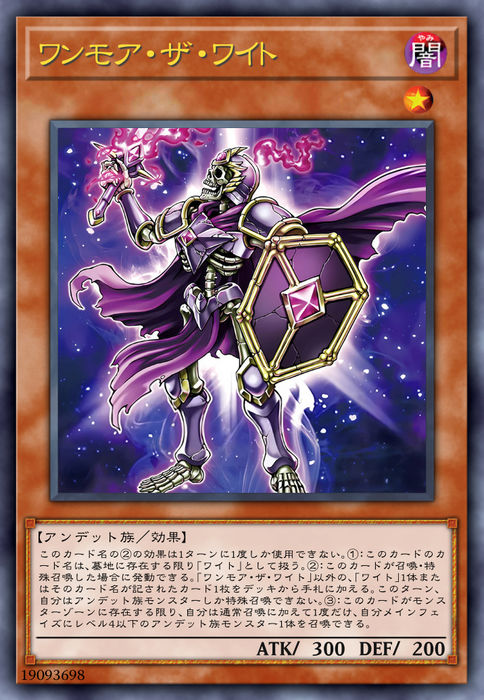 ワンモア・ザ・ワイト
やみ
闇
【アンデット族／効果】
このカード名の②の効果は1ターンに1度しか使用できない。①：このカードのカー
ド名は、墓地に存在する限り「ワイト」として扱う。②：このカードが召喚・特
殊召喚した場合に発動できる。「ワンモア・ザ・ワイト」以外の、「ワイト」1体また
はそのカード名が記されたカード1枚をデッキから手札に加える。このターン、
自分はアンデット族モンスターしか特殊召喚できない。③：このカードがモンス
ターゾーンに存在する限り、自分は通常召喚に加えて1度だけ、自分メインフェ
イズにレベル4以下のアンデット族モンスター1体を召喚できる。
ATK/ 300 DEF/ 200
19093698